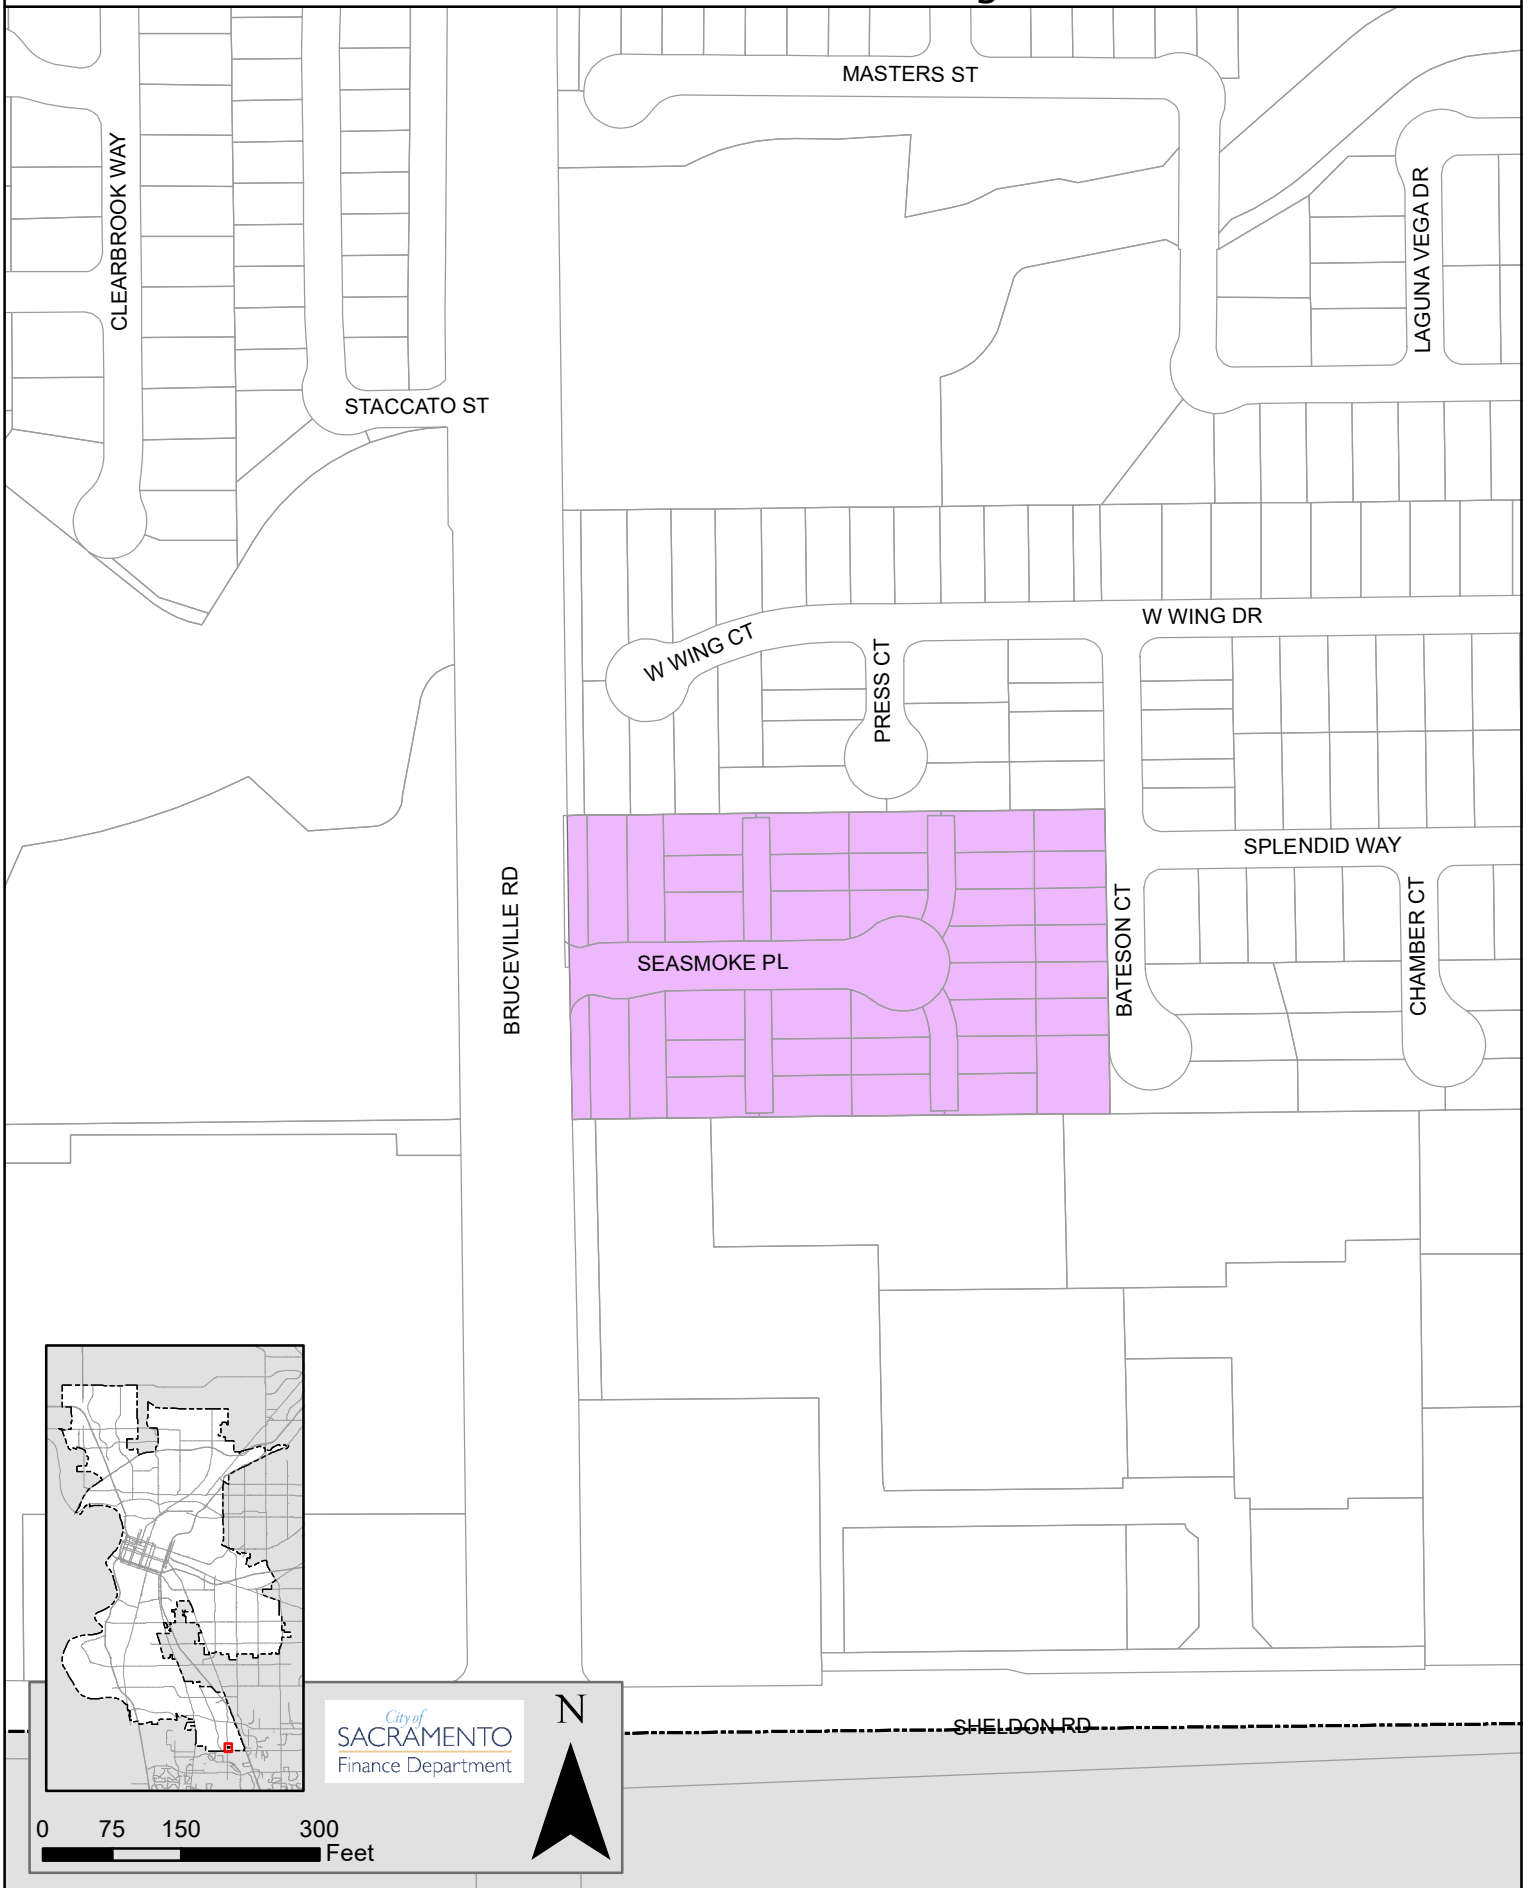 MASTERS ST
CLEARBROOK WAY
LAGUNA VEGA DR
STACCATO ST
W WING DR
W WING CT
PRESS CT
SPLENDID WAY
BRUCEVILLE RD
BATESON CT
CHAMBER CT
SEASMOKE PL
SHELDON RD
City of
SACRAMENTO
Finance Department
N
0 75 150 300
Feet